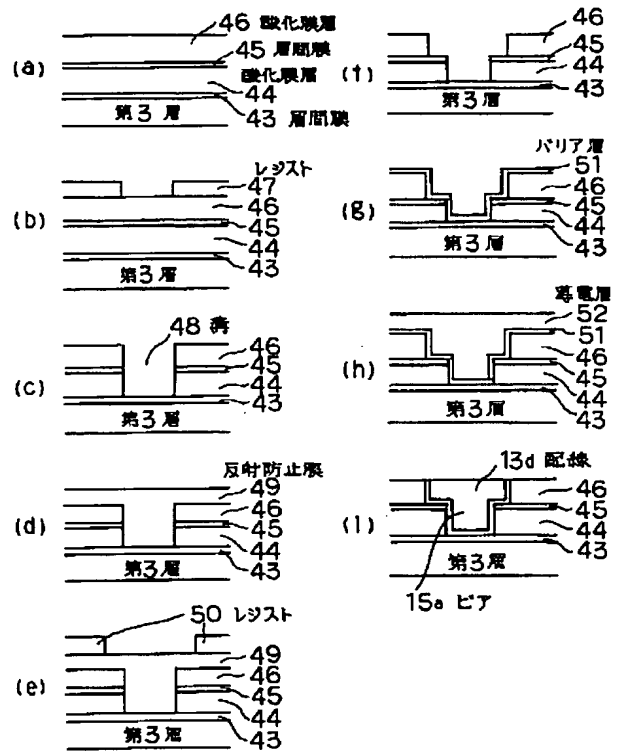 (a)
46 酸化膜層
45 層間膜
酸化膜層
44
43 層間膜
第3層
(b)
レジスト
47
46
45
44
43
第3層
(c)
48 溝
46
45
44
43
第3層
(d)
反射防止膜
49
46
45
44
43
第3層
(e)
50 レジスト
49
46
45
44
43
第3層
(f)
46
45
44
43
第3層
(g)
バリア層
51
46
45
44
43
第3層
(h)
導電層
52
51
46
45
44
43
第3層
(i)
13d 配線
46
45
44
43
第3層
15a ビア